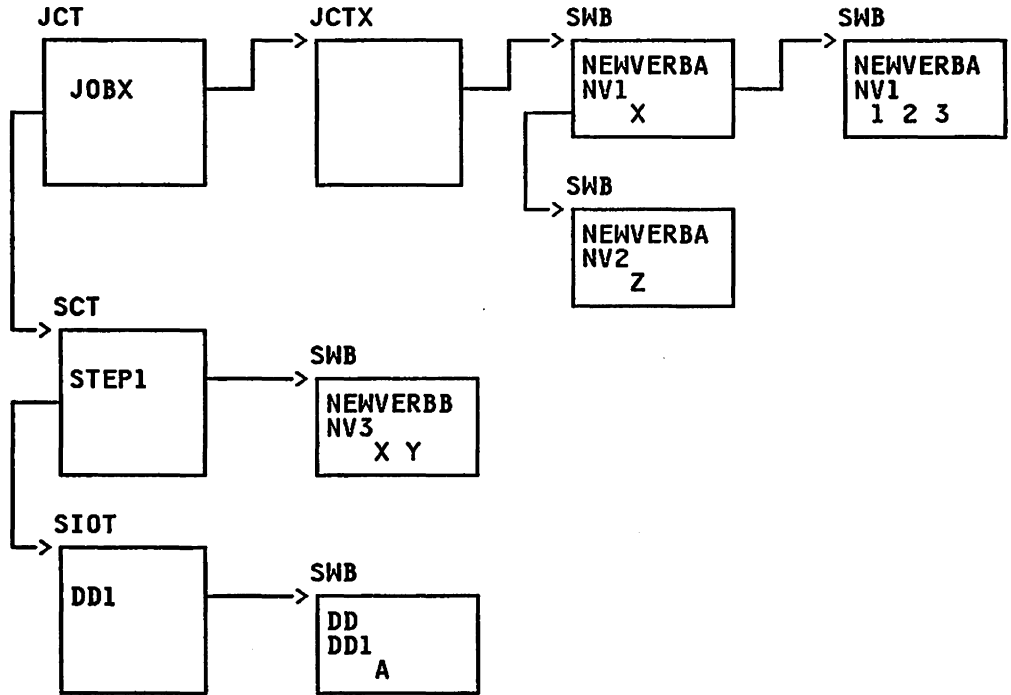 JCT
JCTX
SWB
SWB
JOBX
NEWVERBA
NV1
X
NEWVERBA
NV1
1 2 3
SWB
NEWVERBA
NV2
Z
SCT
STEP1
SWB
NEWVERBB
NV3
X Y
SIOT
DD1
SWB
DD
DD1
A